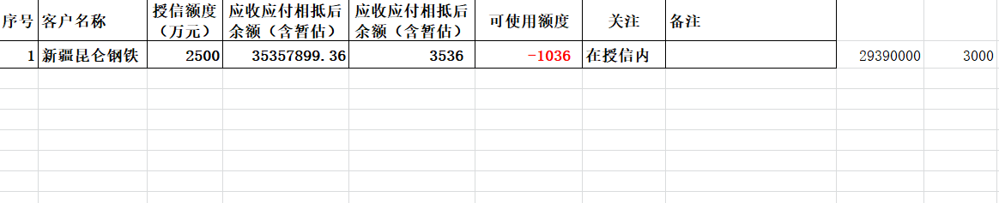 序号 客户名称 授信额度（万元） 应收应付相抵后余额（含暂估） 应收应付相抵后余额（含暂估） 可使用额度 关注 备注
1 新疆昆仑钢铁 2500 35357899.36 3536 -1036 在授信内 29390000 3000